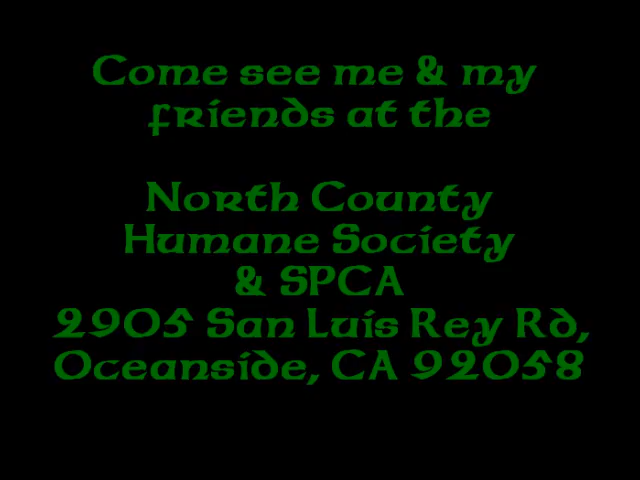 Come see me & my
friends at the
North County
Humane Society
& SPCA
2905 San Luis Rey Rd,
Oceanside, CA 92058